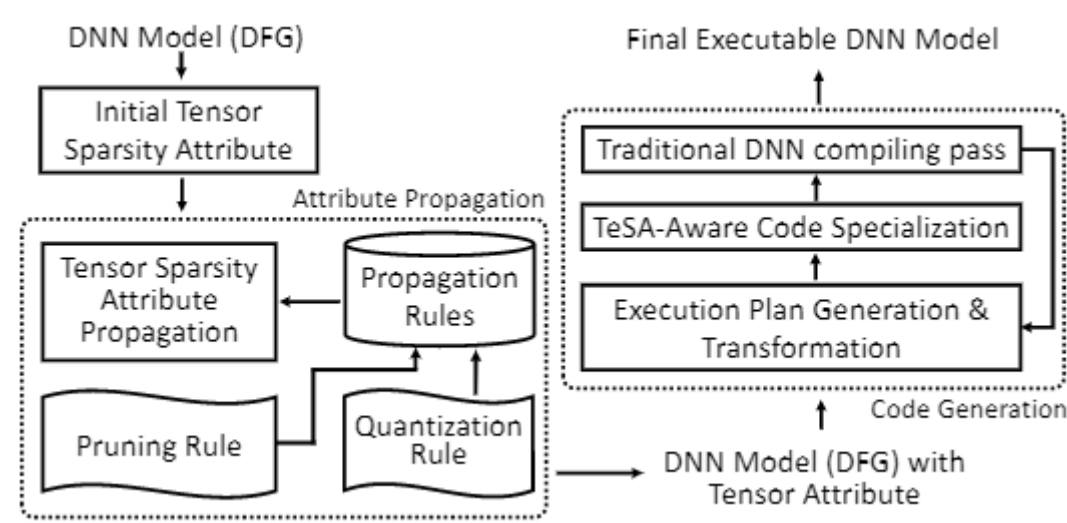 DNN Model (DFG)
Initial Tensor
Sparsity Attribute
Attribute Propagation
Tensor Sparsity
Attribute
Propagation
Propagation
Rules
Pruning Rule
Quantization
Rule
DNN Model (DFG) with
Tensor Attribute
Code Generation
Execution Plan Generation &
Transformation
TeSA-Aware Code Specialization
Traditional DNN compiling pass
Final Executable DNN Model